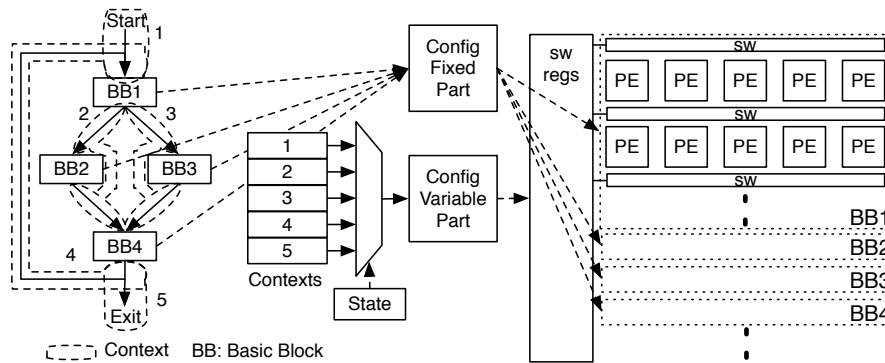 Start
1
BB1
2
3
BB2
BB3
BB4
4
5
Exit
Context
BB: Basic Block
1
2
3
4
5
Contexts
State
Config
Fixed
Part
Config
Variable
Part
sw
regs
sw
PE PE PE PE PE
sw
PE PE PE PE PE
sw
BB1
BB2
BB3
BB4